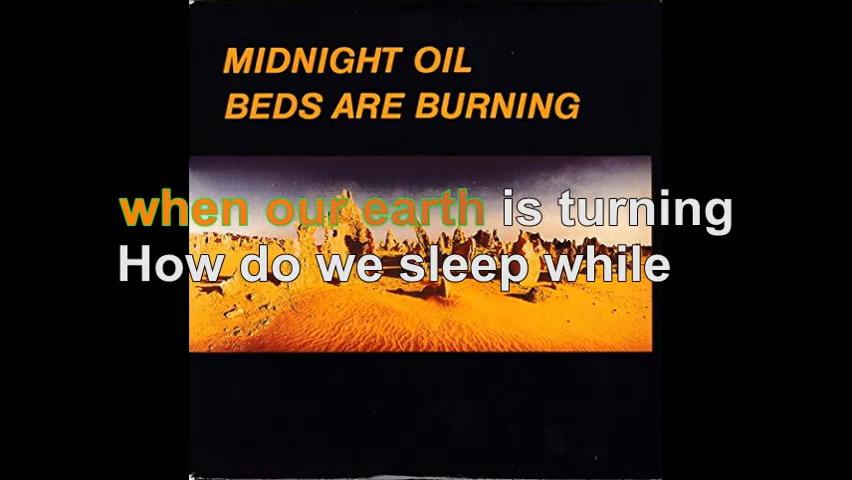 MIDNIGHT OIL
BEDS ARE BURNING
when our earth is turning
How do we sleep while